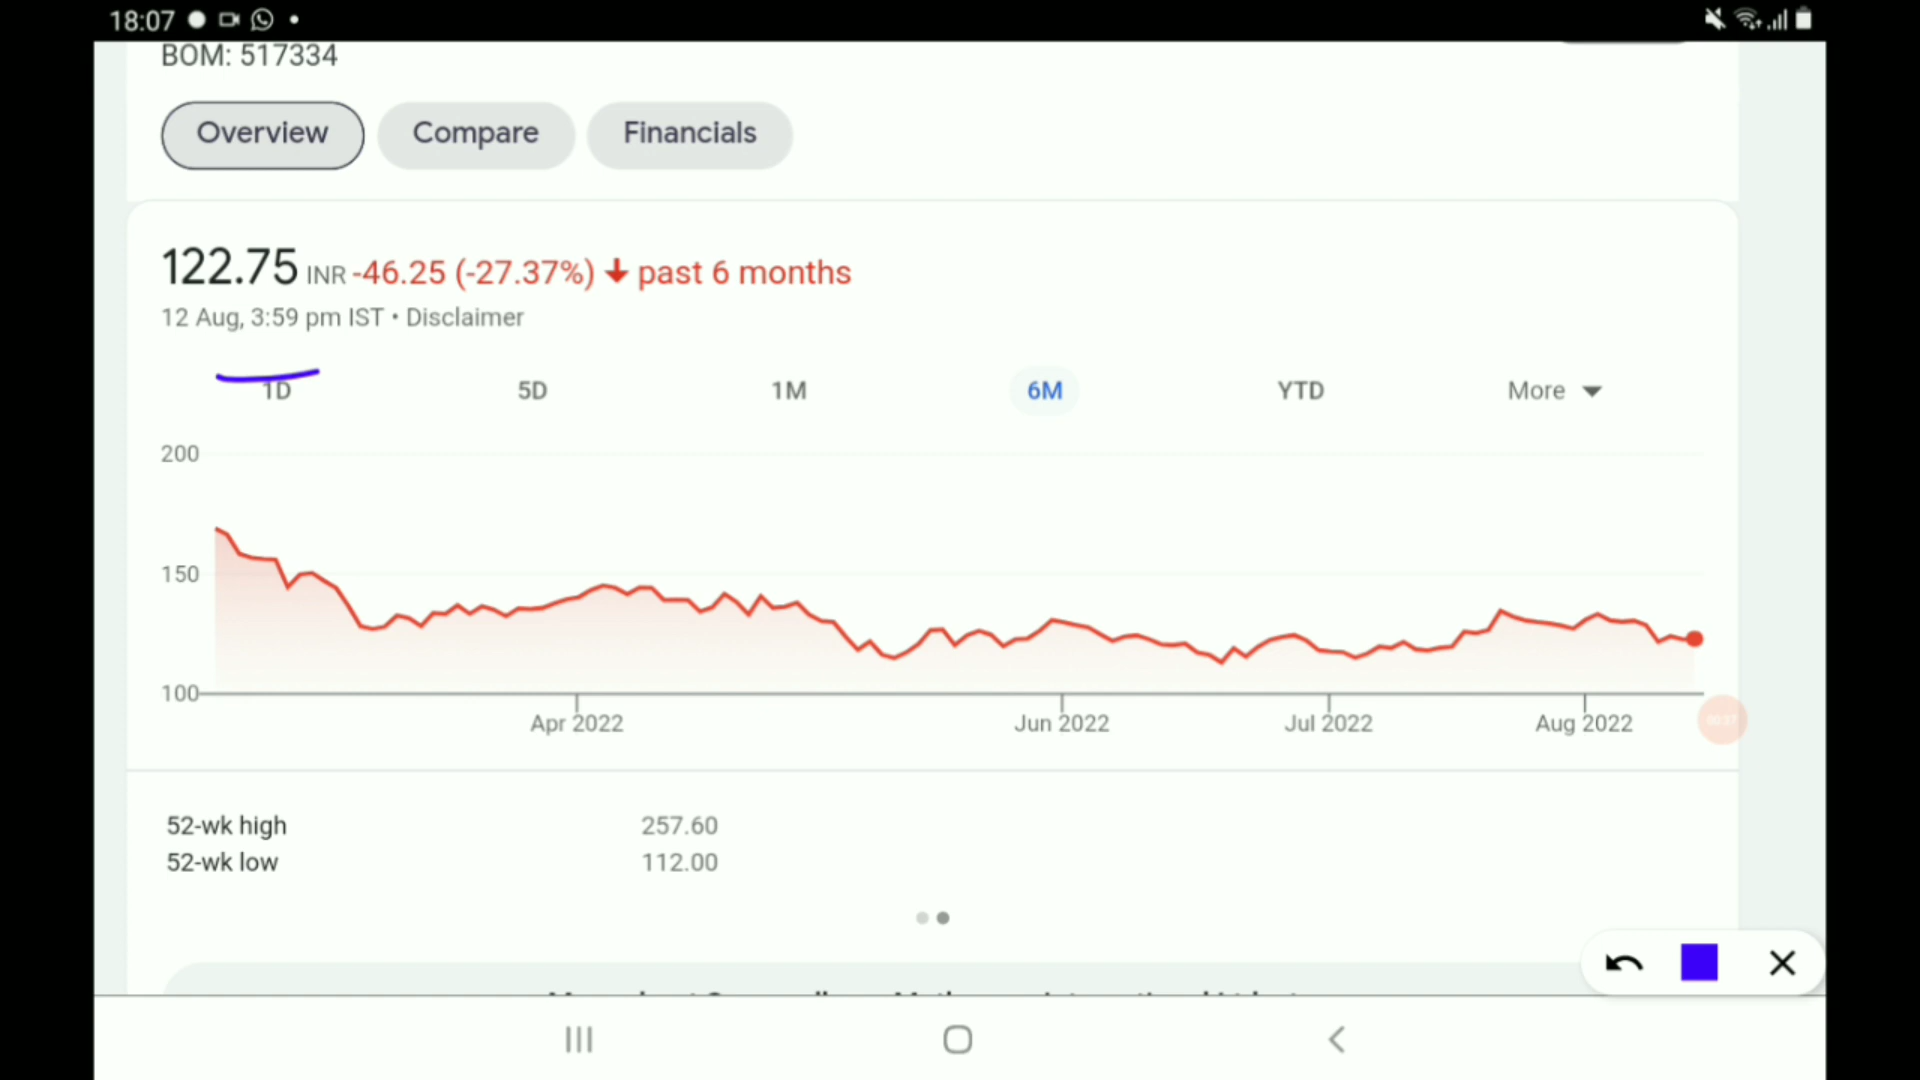 18:07
BOM: 517334
Overview Compare Financials
122.75 INR -46.25 (-27.37%) past 6 months
12 Aug, 3:59 pm IST • Disclaimer
1D 5D 1M 6M YTD More
200
150
100
Apr 2022 Jun 2022 Jul 2022 Aug 2022
52-wk high 257.60
52-wk low 112.00